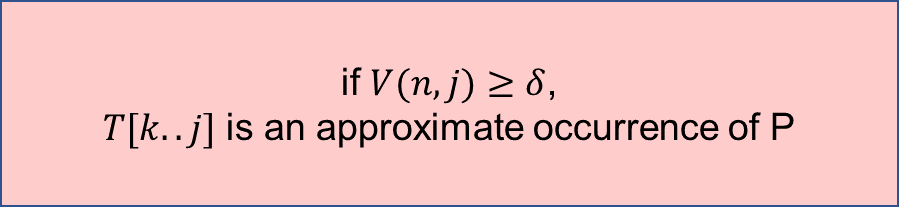 if V(n, j) ≥ δ,
T[k. . j] is an approximate occurrence of P